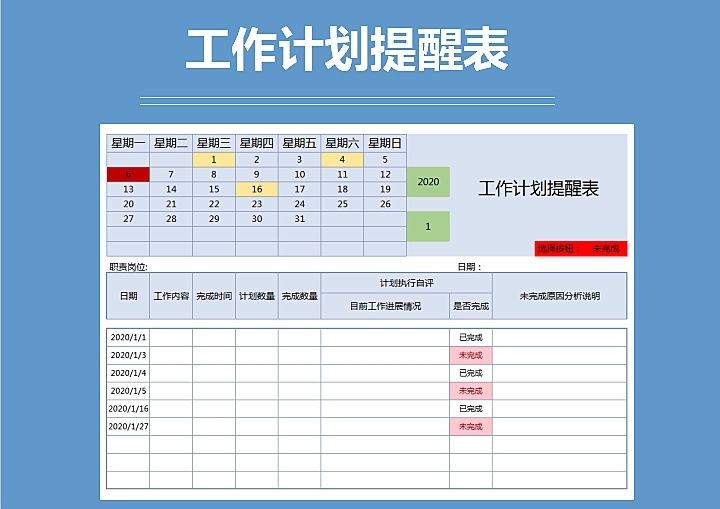 工作计划提醒表
星期一 星期二 星期三 星期四 星期五 星期六 星期日
1 2 3 4 5
6 7 8 9 10 11 12
2020
工作计划提醒表
13 14 15 16 17 18 19
20 21 22 23 24 25 26
27 28 29 30 31
1
选择按钮： 未完成
职责岗位: 日期：
日期 工作内容 完成时间 计划数量 完成数量 计划执行自评 未完成原因分析说明
目前工作进展情况 是否完成
2020/1/1 已完成
2020/1/3 未完成
2020/1/4 已完成
2020/1/5 未完成
2020/1/16 已完成
2020/1/27 未完成